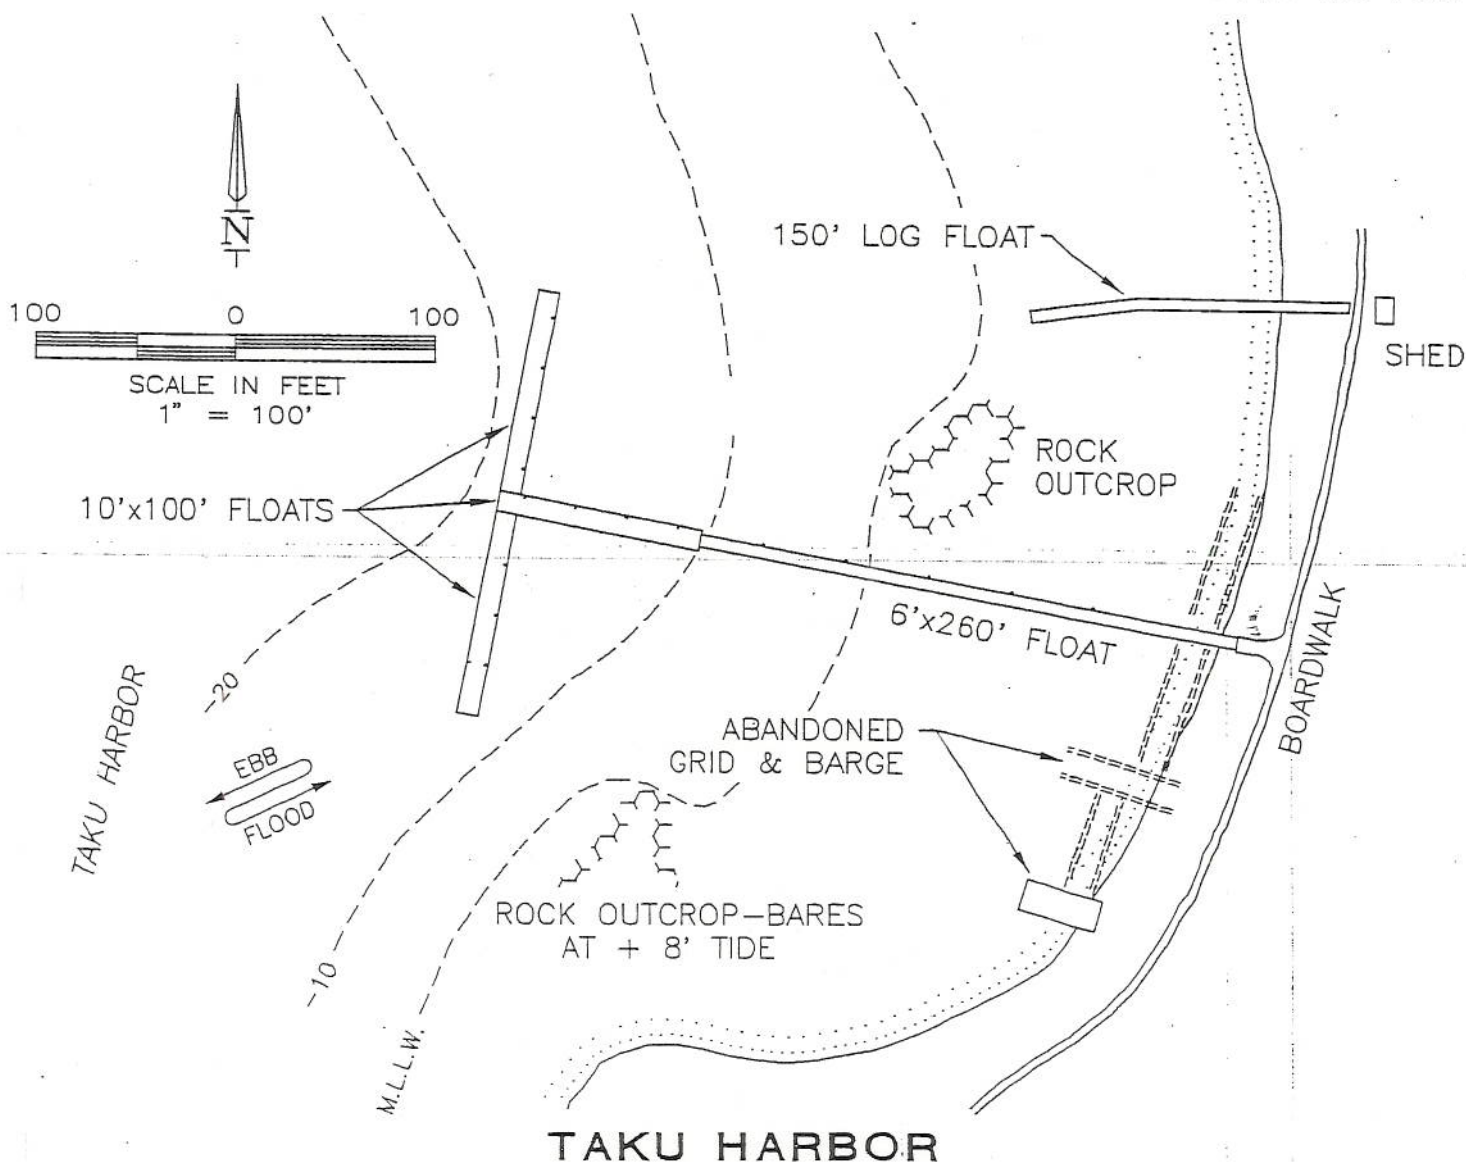 N
150' LOG FLOAT
100 0 100
SCALE IN FEET
1" = 100'
SHED
ROCK
OUTCROP
10'x100' FLOATS
6'x260' FLOAT
BOARDWALK
-20
TAKU HARBOR
EBB
FLOOD
ABANDONED
GRID & BARGE
ROCK OUTCROP-BARES
AT + 8' TIDE
-10
M.L.L.W.
TAKU HARBOR